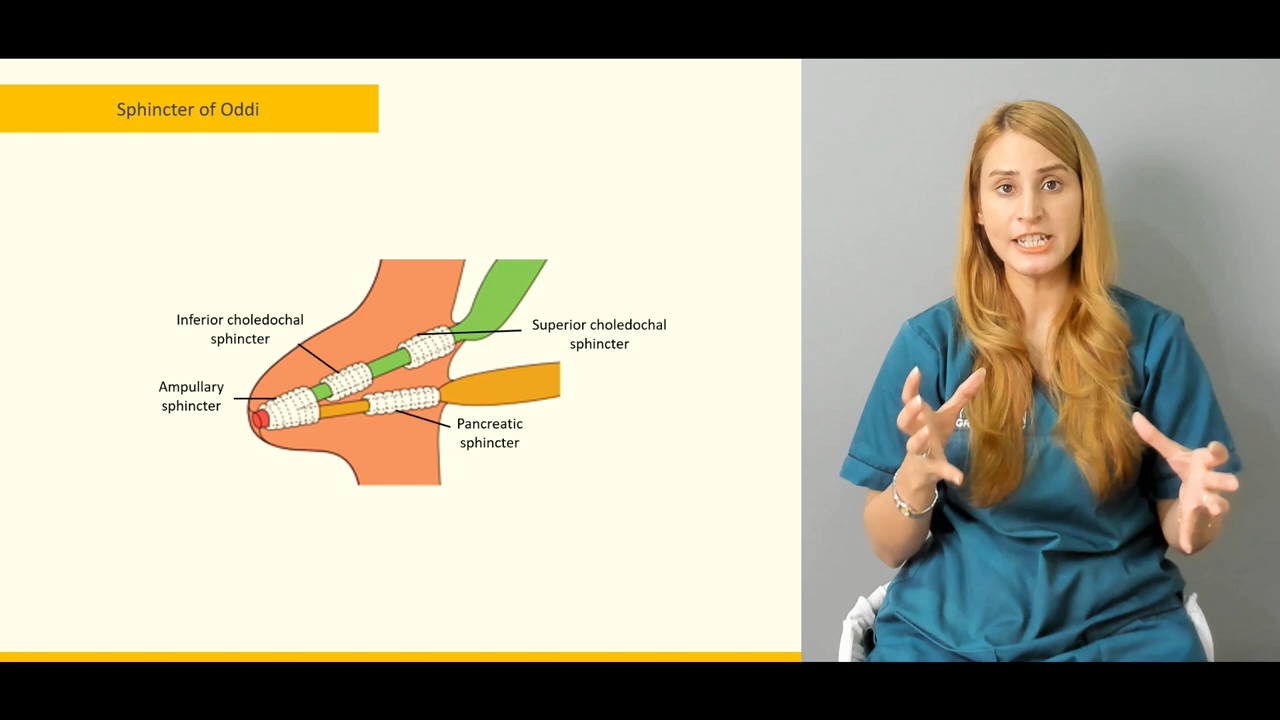 Sphincter of Oddi
Inferior choledochal
sphincter
Superior choledochal
sphincter
Ampullary
sphincter
Pancreatic
sphincter